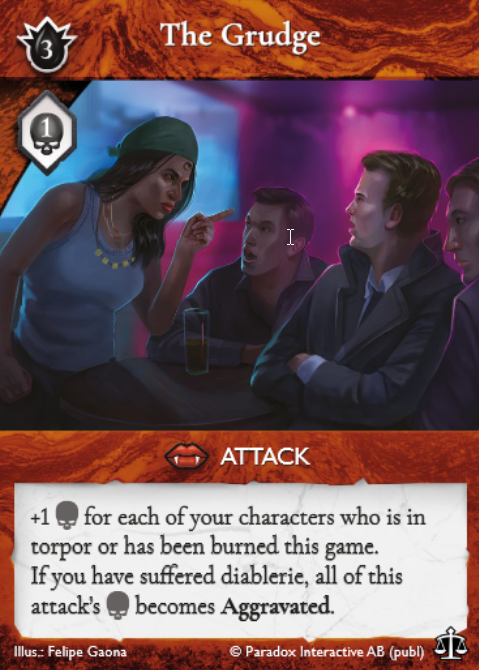 The Grudge
3
1
ATTACK
+1 for each of your characters who is in
torpor or has been burned this game.
If you have suffered diablerie, all of this
attack's becomes Aggravated.
Illus.: Felipe Gaona © Paradox Interactive AB (publ)